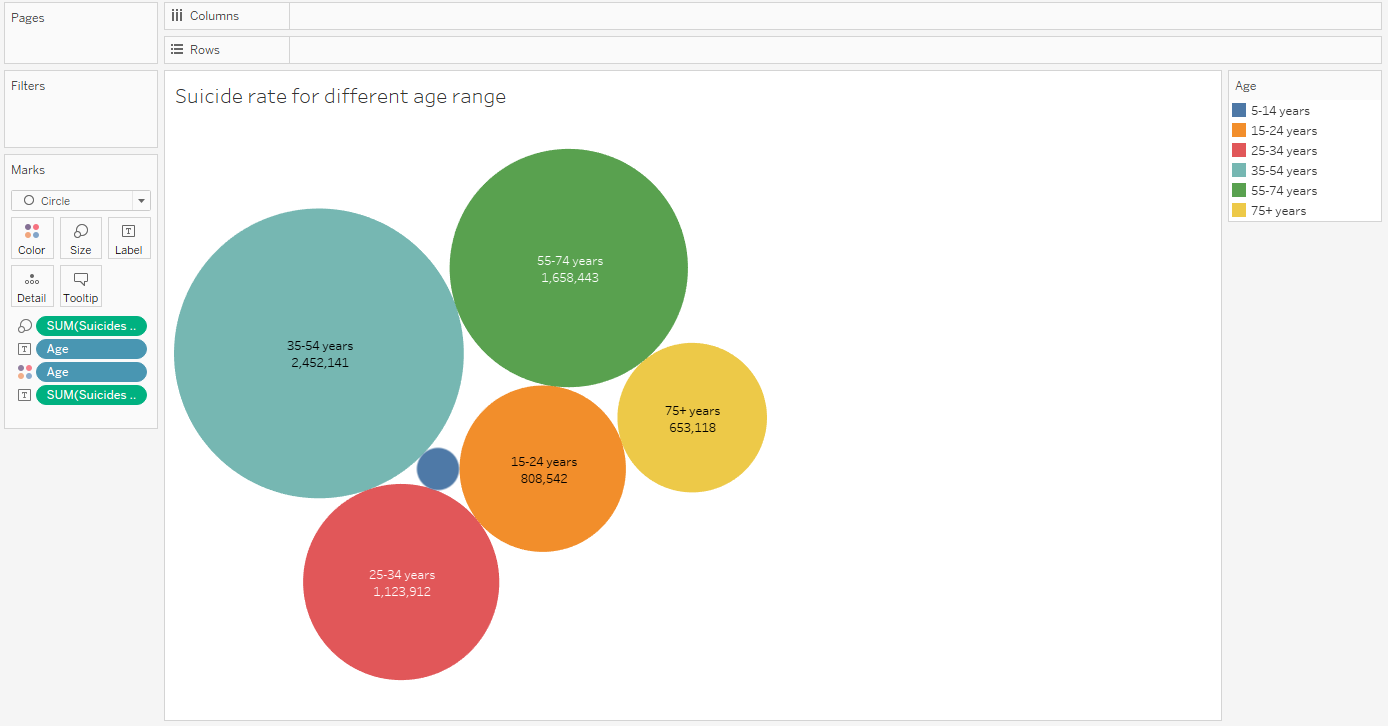 Pages
Columns
Rows
Filters
Marks
Circle
Color
Size
Label
Detail
Tooltip
SUM(Suicides ..
Age
Age
SUM(Suicides ..
Suicide rate for different age range
55-74 years
1,658,443
35-54 years
2,452,141
75+ years
653,118
15-24 years
808,542
25-34 years
1,123,912
Age
5-14 years
15-24 years
25-34 years
35-54 years
55-74 years
75+ years